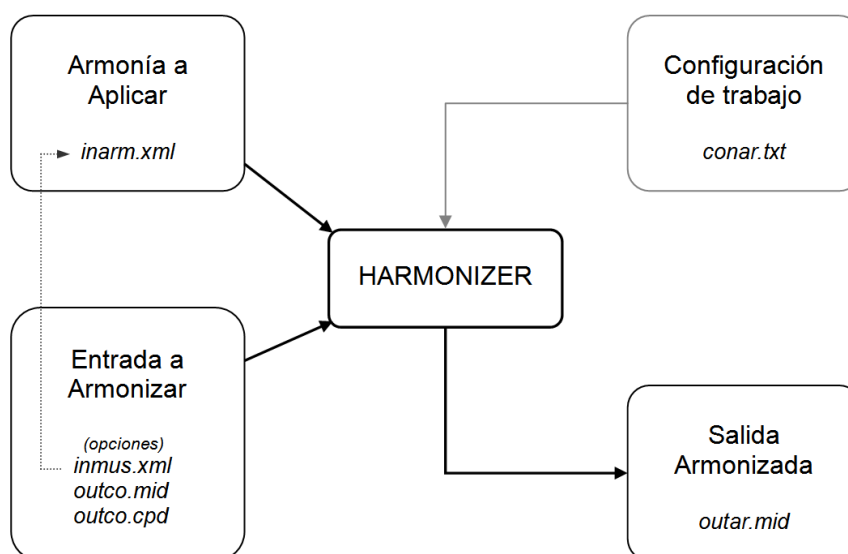 Armonía a
Aplicar
inarm.xml
Configuración
de trabajo
conar.txt
HARMONIZER
Entrada a
Armonizar
(opciones)
inmus.xml
outco.mid
outco.cpd
Salida
Armonizada
outar.mid